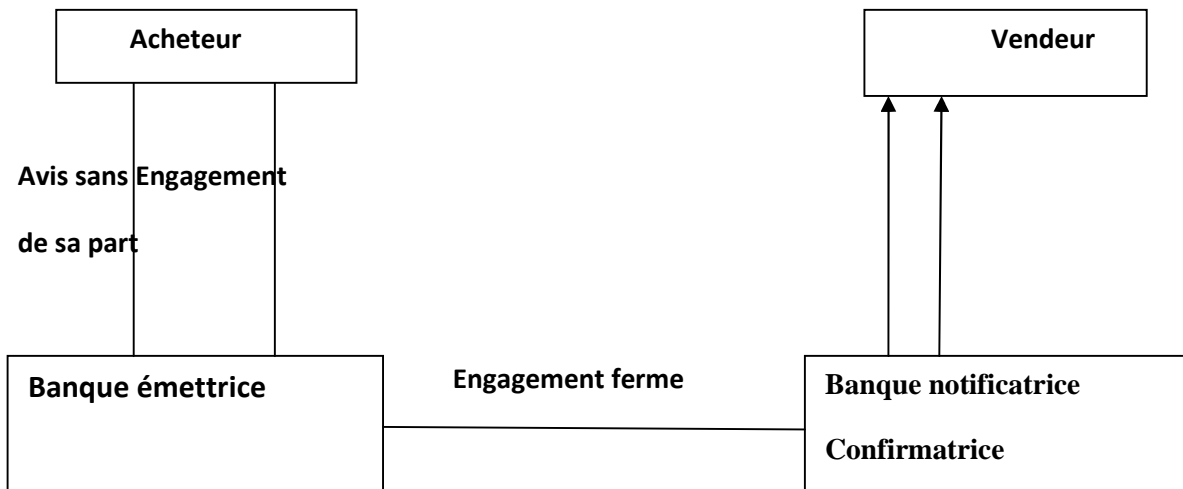 Acheteur
Vendeur
Avis sans Engagement
de sa part
Banque émettrice
Engagement ferme
Banque notificatrice
Confirmatrice